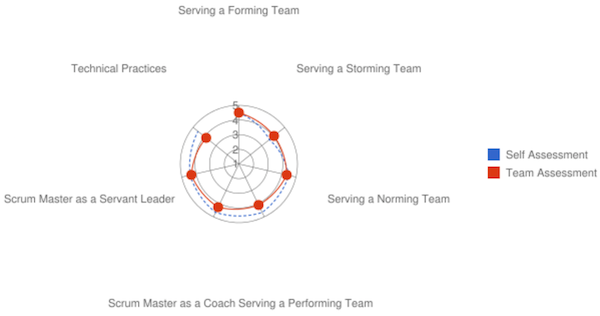 Serving a Forming Team
Technical Practices
Serving a Storming Team
5
4
3
2
1
Self Assessment
Team Assessment
Scrum Master as a Servant Leader
Serving a Norming Team
Scrum Master as a Coach Serving a Performing Team